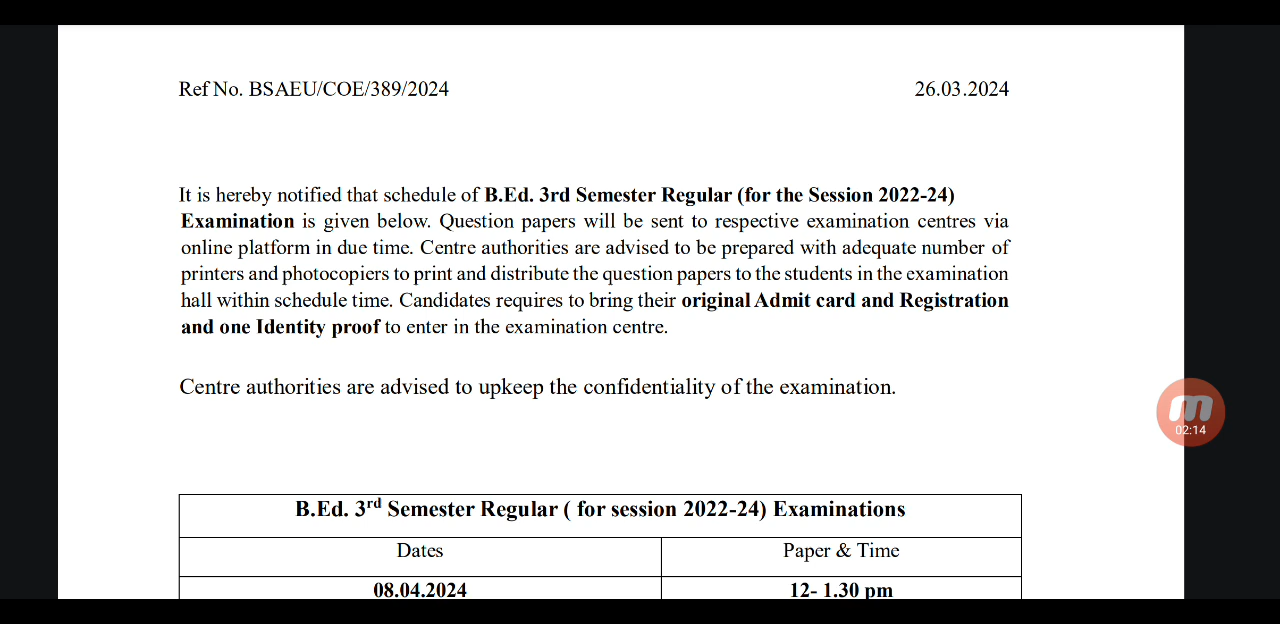 Ref No. BSAEU/COE/389/2024 26.03.2024
It is hereby notified that schedule of B.Ed. 3rd Semester Regular (for the Session 2022-24)
Examination is given below. Question papers will be sent to respective examination centres via
online platform in due time. Centre authorities are advised to be prepared with adequate number of
printers and photocopiers to print and distribute the question papers to the students in the examination
hall within schedule time. Candidates requires to bring their original Admit card and Registration
and one Identity proof to enter in the examination centre.
Centre authorities are advised to upkeep the confidentiality of the examination.
m
02:14
B.Ed. 3rd Semester Regular ( for session 2022-24) Examinations
Dates Paper & Time
08.04.2024 12- 1.30 pm